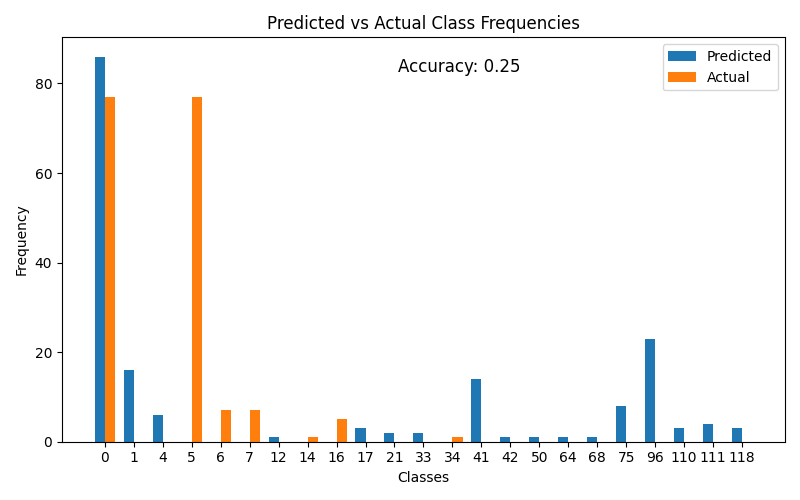 Predicted vs Actual Class Frequencies
Accuracy: 0.25
Predicted
Actual
80
60
40
20
0
Frequency
0 1 4 5 6 7 12 14 16 17 21 33 34 41 42 50 64 68 75 96 110 111 118
Classes